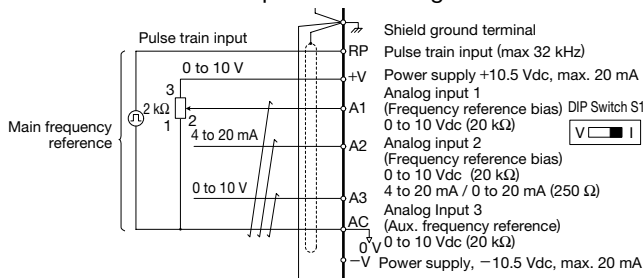 Shield ground terminal
Pulse train input
RP Pulse train input (max 32 kHz)
0 to 10 V
+V Power supply +10.5 Vdc, max. 20 mA
3
2 kΩ
2
1
A1
Analog input 1
(Frequency reference bias)
0 to 10 Vdc (20 kΩ)
DIP Switch S1
V I
Main frequency
reference
4 to 20 mA
A2
Analog input 2
(Frequency reference bias)
0 to 10 Vdc (20 kΩ)
4 to 20 mA / 0 to 20 mA (250 Ω)
0 to 10 V
A3
Analog Input 3
(Aux. frequency reference)
0 to 10 Vdc (20 kΩ)
AC
0 V
−V Power supply, −10.5 Vdc, max. 20 mA